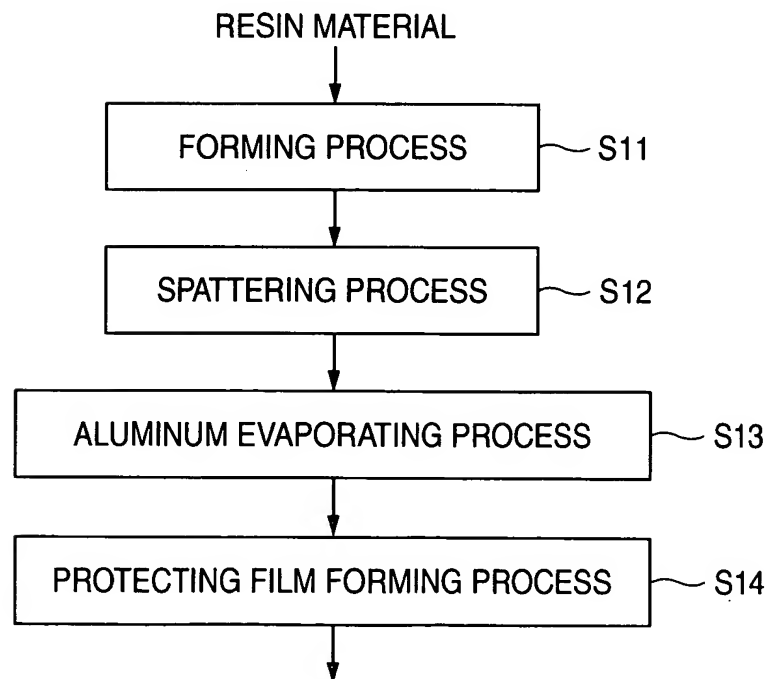 RESIN MATERIAL
FORMING PROCESS
S11
SPATTERING PROCESS
S12
ALUMINUM EVAPORATING PROCESS
S13
PROTECTING FILM FORMING PROCESS
S14